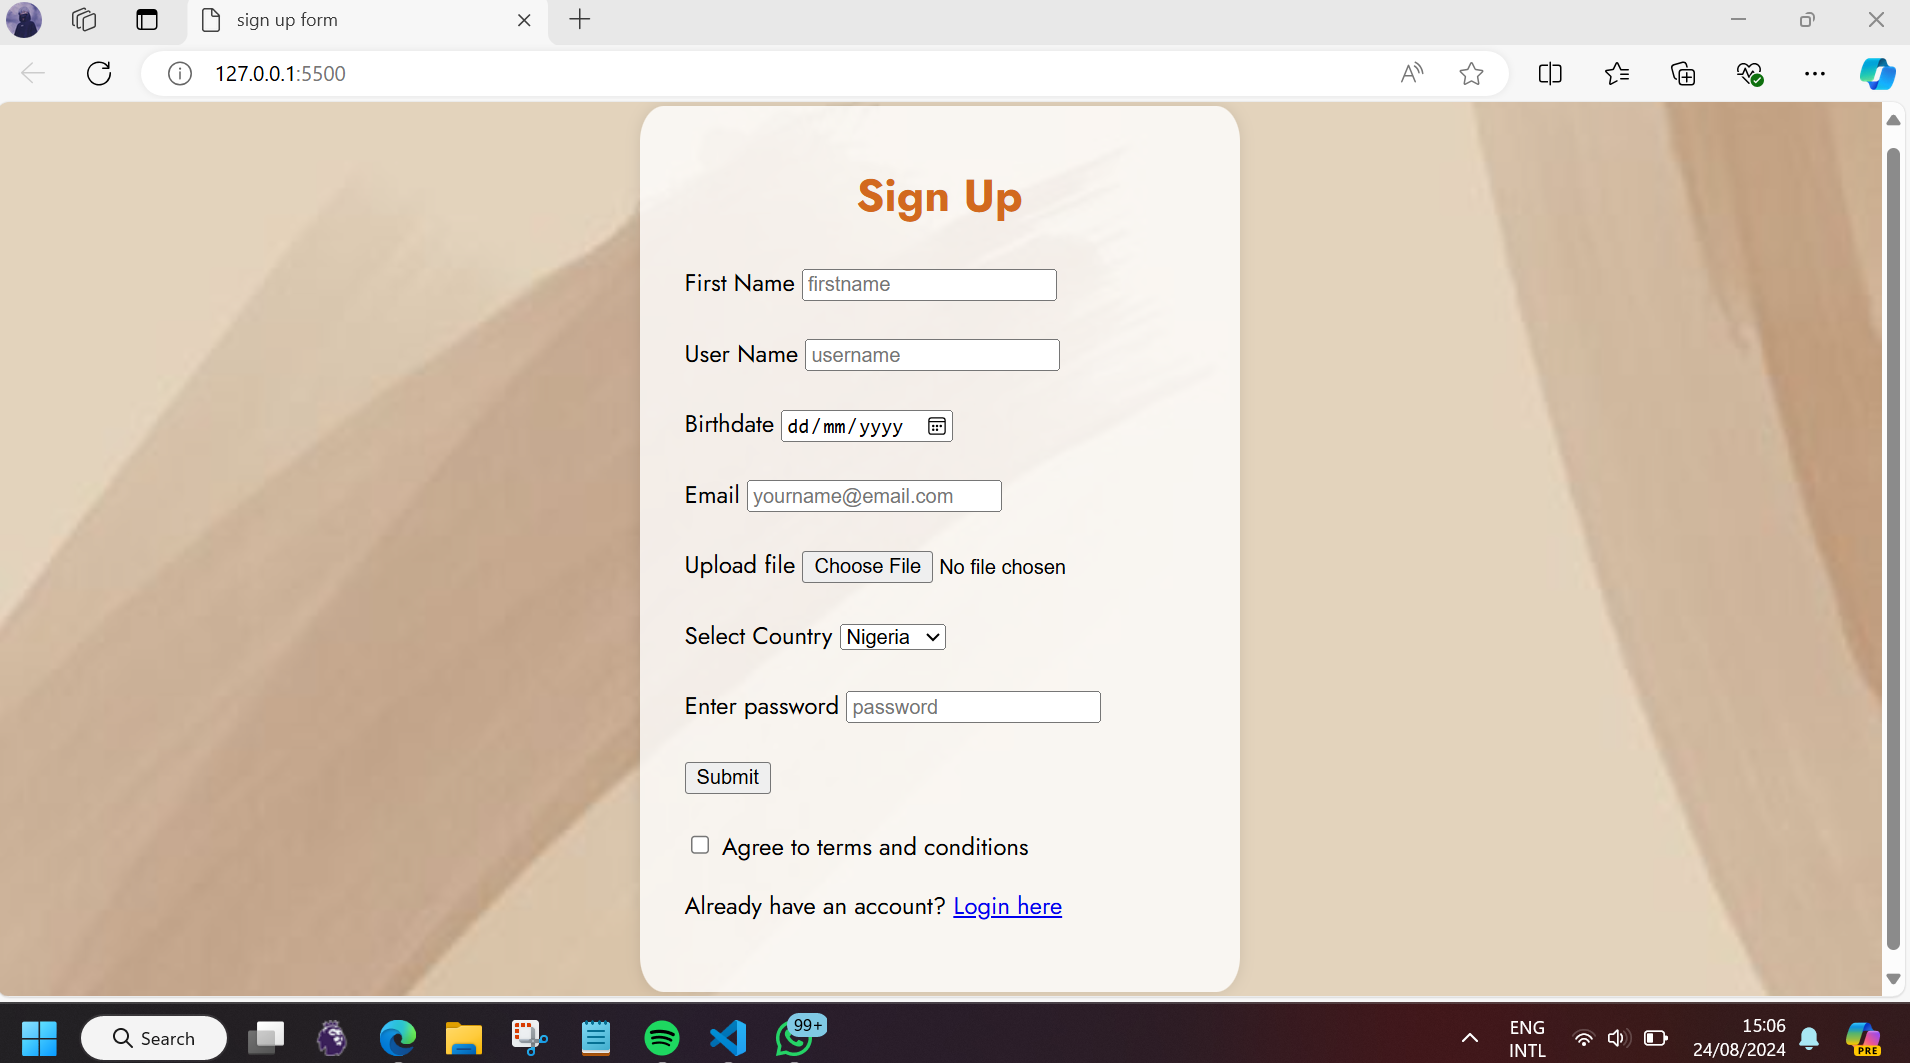 sign up form
127.0.0.1:5500
Sign Up
First Name firstname
User Name username
Birthdate dd/mm/yyyy
Email yourname@email.com
Upload file Choose File No file chosen
Select Country Nigeria
Enter password password
Submit
Agree to terms and conditions
Already have an account? Login here
Search
99+
ENG
INTL
15:06
24/08/2024
PRE